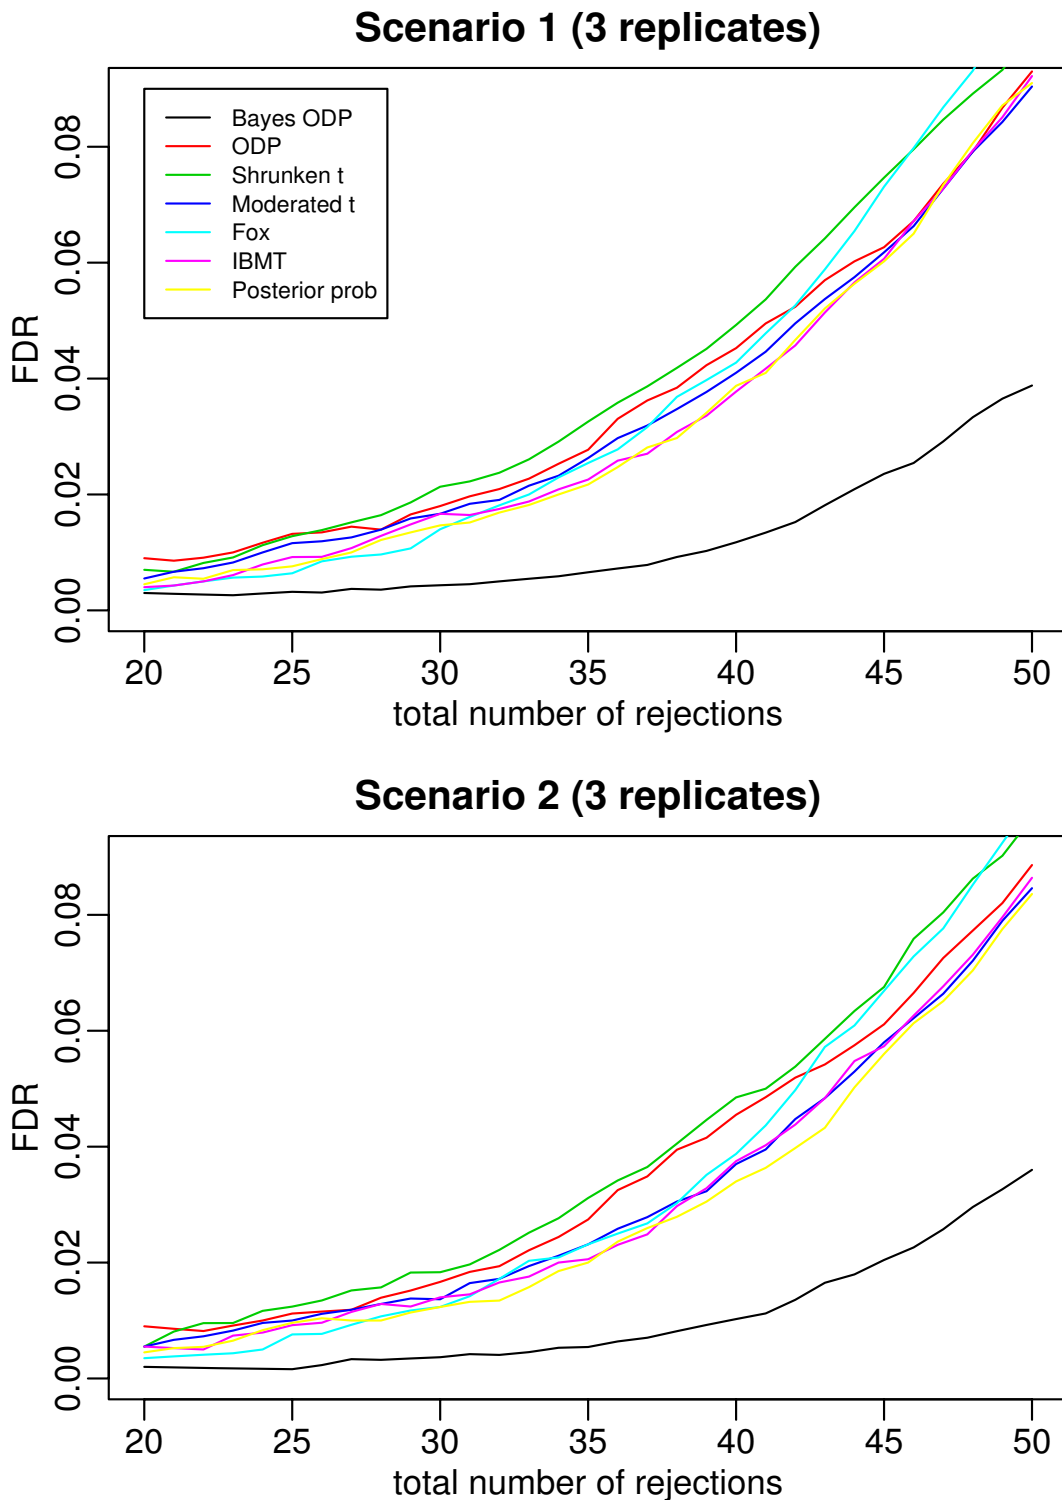 Scenario 1 (3 replicates)
Bayes ODP
ODP
Shrunken t
Moderated t
Fox
IBMT
Posterior prob
FDR
0.08
0.06
0.04
0.02
0.00
20 25 30 35 40 45 50
total number of rejections
Scenario 2 (3 replicates)
FDR
0.08
0.06
0.04
0.02
0.00
20 25 30 35 40 45 50
total number of rejections